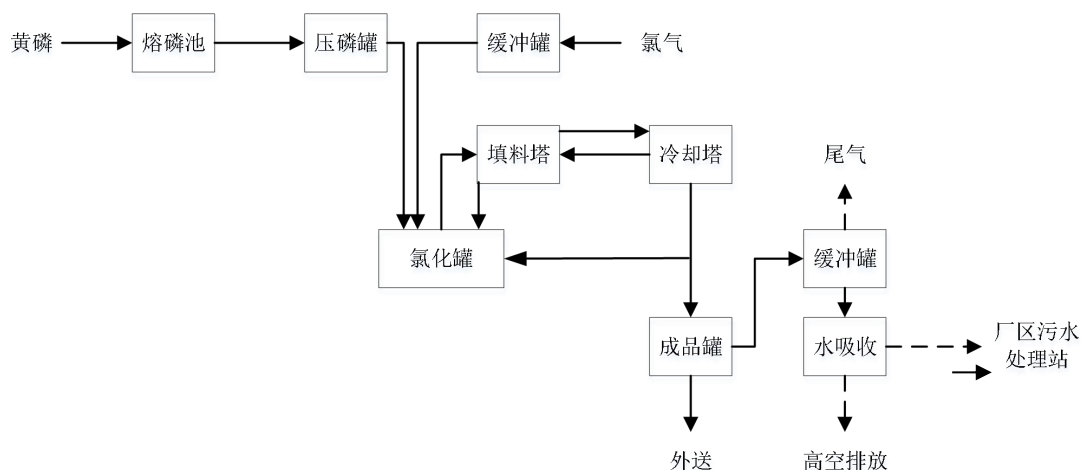 黄磷
熔磷池
压磷罐
缓冲罐
氯气
填料塔
冷却塔
尾气
氯化罐
缓冲罐
成品罐
水吸收
厂区污水
处理站
外送
高空排放